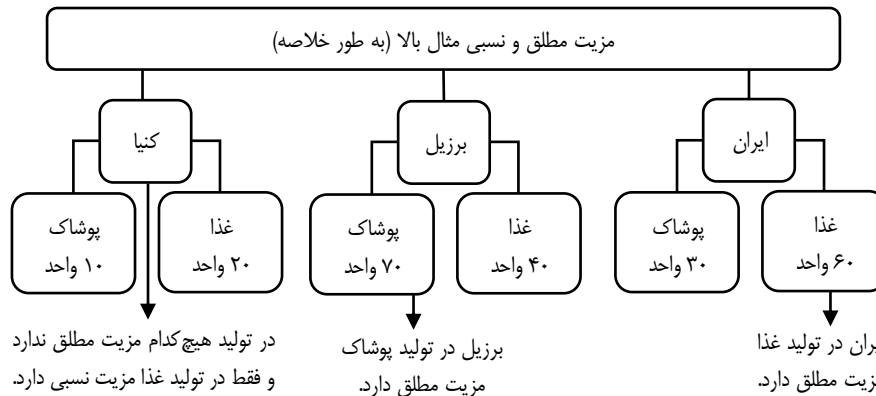 مزیت مطلق و نسبی مثال بالا (به طور خلاصه)
ایران
برزیل
کنیا
غذا
۶۰ واحد
پوشاک
۳۰ واحد
غذا
۴۰ واحد
پوشاک
۷۰ واحد
غذا
۲۰ واحد
پوشاک
۱۰ واحد
یران در تولید غذا
زیت مطلق دارد.
برزیل در تولید پوشاک
مزیت مطلق دارد.
در تولید هیچ‌کدام مزیت مطلق ندارد
و فقط در تولید غذا مزیت نسبی دارد.